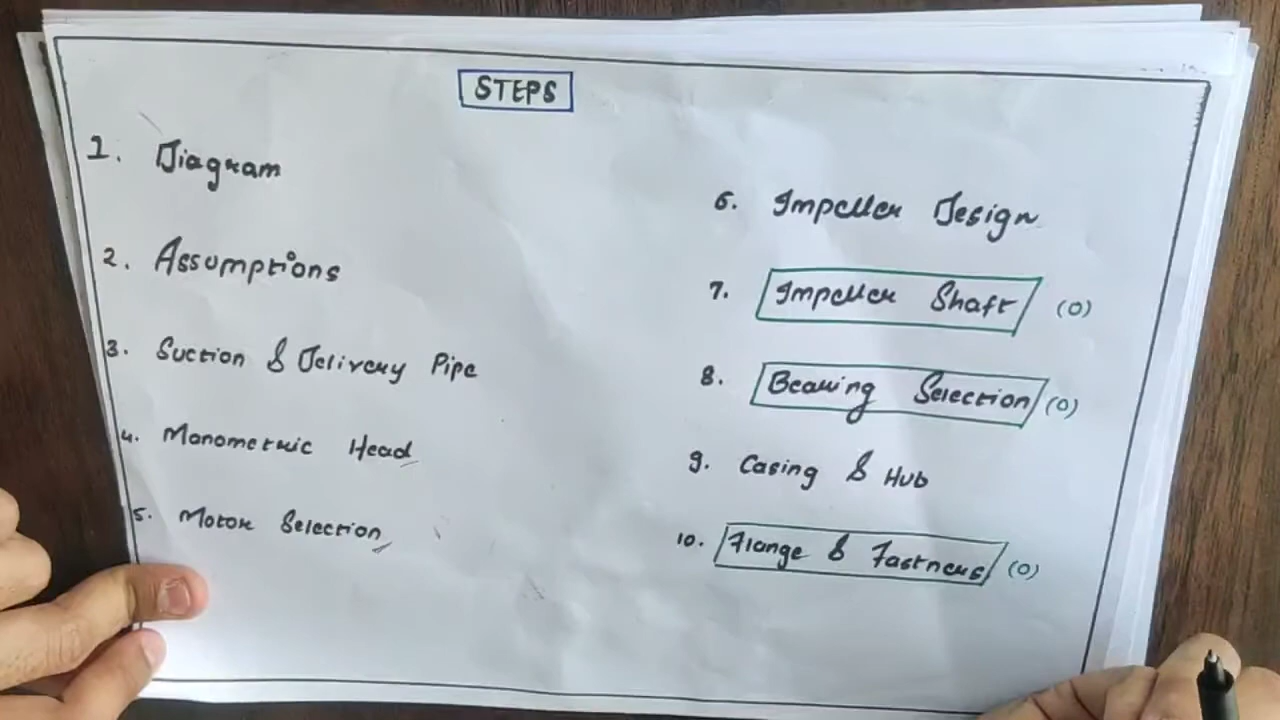 STEPS
1. Diagram
2. Assumptions
3. Suction & Delivery Pipe
4. Monometric Head
5. Motor Selection
6. Impeller Design
7. Impeller Shaft (0)
8. Bearing Selection (0)
9. Casing & Hub
10. Flange & Fastners (0)